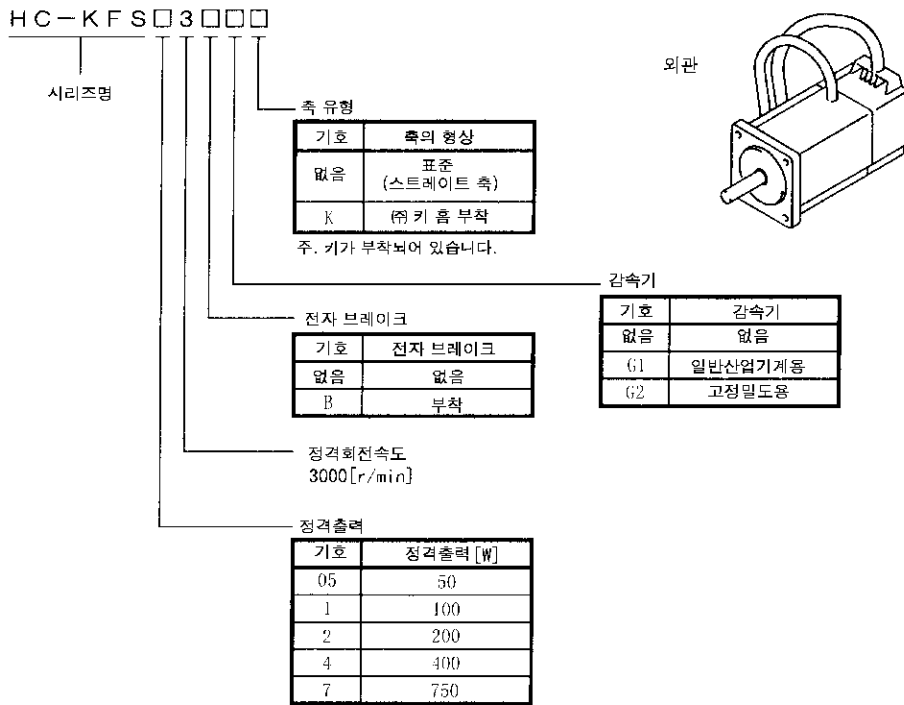 HC-KFS□3□□□
시리즈명
외관
축 유형
기호 축의 형상
없음 표준
(스트레이트 축)
K ㈜ 키 홈 부착
주. 키가 부착되어 있습니다.
감속기
기호 감속기
없음 없음
G1 일반산업기계용
G2 고정밀도용
전자 브레이크
기호 전자 브레이크
없음 없음
B 부착
정격회전속도
3000[r/min]
정격출력
기호 정격출력[W]
05 50
1 100
2 200
4 400
7 750